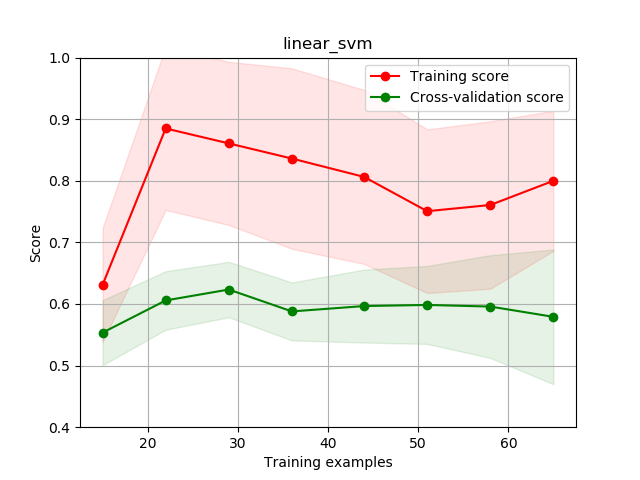 linear_svm
1.0
0.9
0.8
0.7
0.6
0.5
0.4
Score
Training score
Cross-validation score
20 30 40 50 60
Training examples